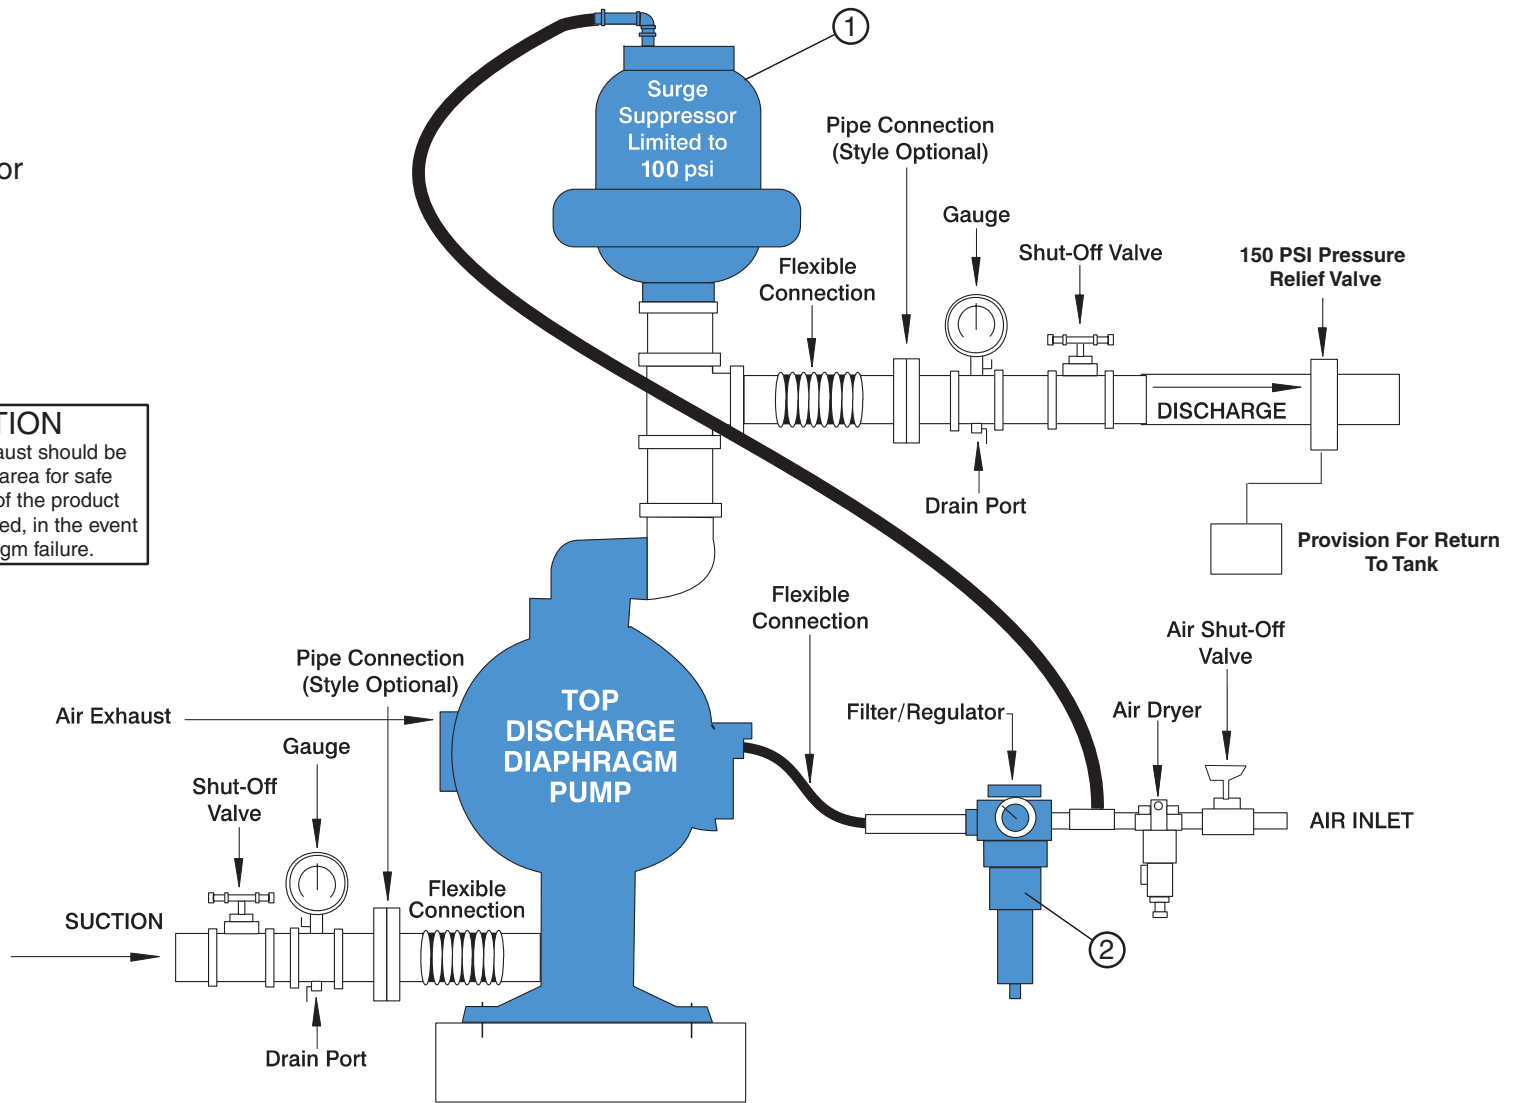 1
Surge
Suppressor
Limited to
100 psi
Pipe Connection
(Style Optional)
or
Gauge
Shut-Off Valve
150 PSI Pressure
Relief Valve
Flexible
Connection
DISCHARGE
TION
aust should be
area for safe
of the product
ed, in the event
gm failure.
Drain Port
Provision For Return
To Tank
Flexible
Connection
Air Shut-Off
Valve
Pipe Connection
(Style Optional)
Air Exhaust
TOP
DISCHARGE
DIAPHRAGM
PUMP
Filter/Regulator
Air Dryer
Gauge
Shut-Off
Valve
AIR INLET
Flexible
Connection
SUCTION
2
Drain Port